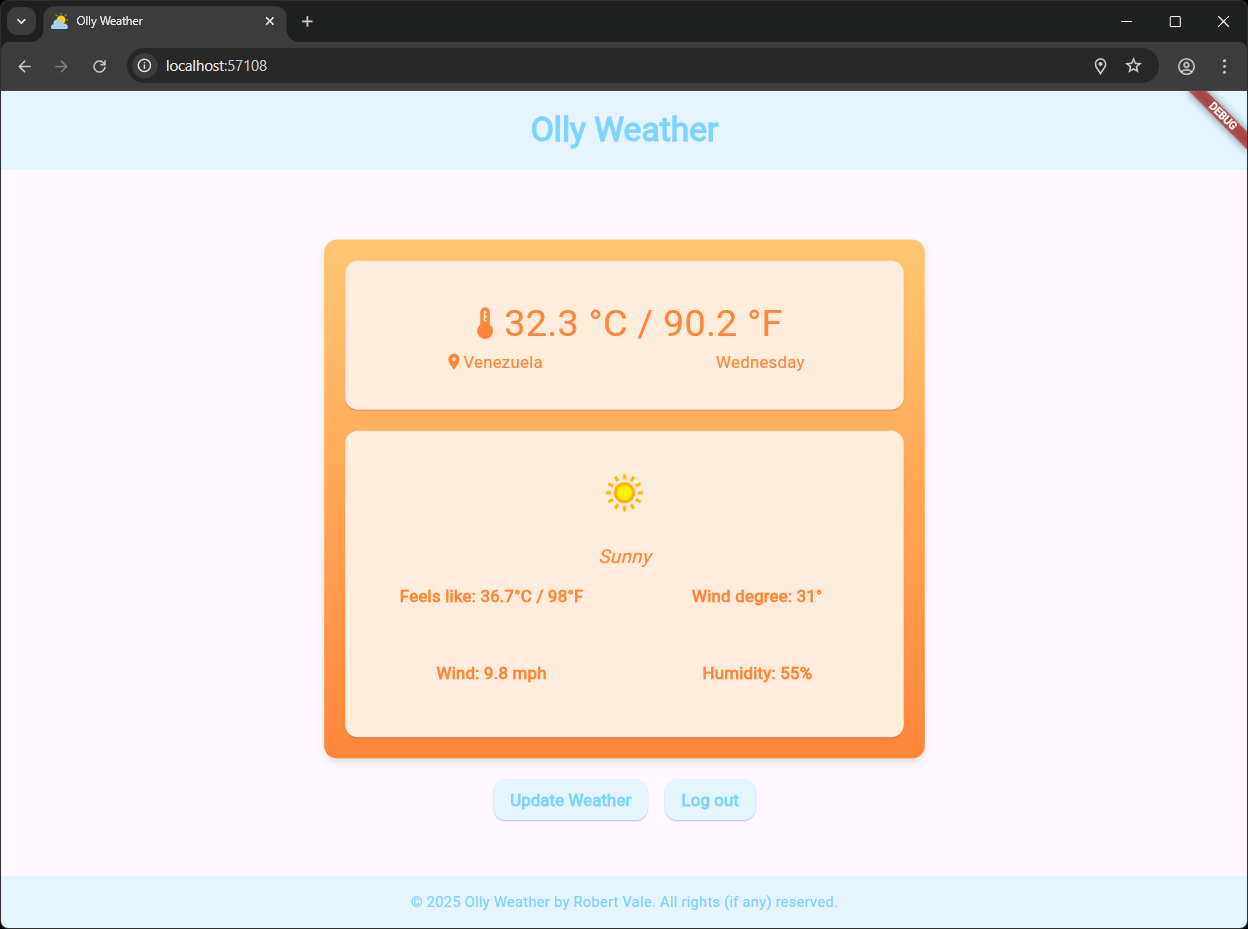 Olly Weather
localhost:57108
DEBUG
Olly Weather
32.3 °C / 90.2 °F
Venezuela Wednesday
Sunny
Feels like: 36.7°C / 98°F Wind degree: 31°
Wind: 9.8 mph Humidity: 55%
Update Weather Log out
© 2025 Olly Weather by Robert Vale. All rights (if any) reserved.